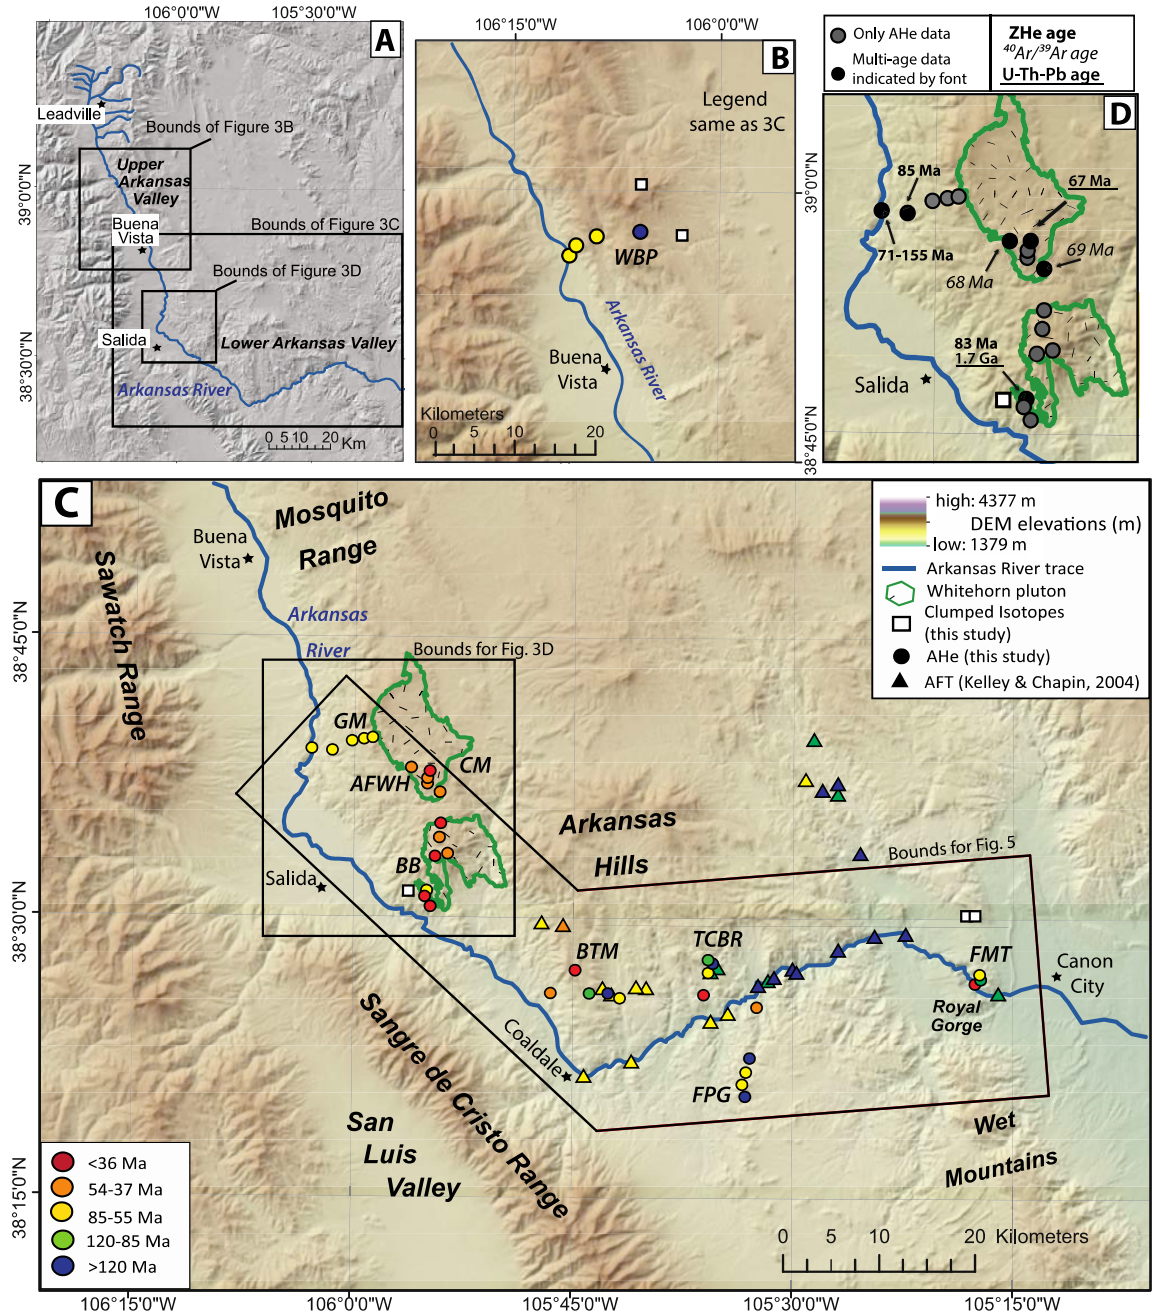 106°0'0"W
105°30'0"W
A
Leadville
Bounds of Figure 3B
Upper
Arkansas
Valley
Buena
Vista
Bounds of Figure 3C
Bounds of Figure 3D
Salida
Lower Arkansas Valley
Arkansas River
0 5 10 20
Km
39°0'0"N
38°30'0"N
106°15'0"W
106°0'0"W
B
Legend
same as 3C
WBP
Arkansas River
Buena
Vista
Kilometers
0 5 10 20
39°0'0"N
38°45'0"N
Only AHe data
Multi-age data
indicated by font
ZHe age
40Ar/39Ar age
U-Th-Pb age
D
85 Ma
67 Ma
71-155 Ma
68 Ma
69 Ma
83 Ma
1.7 Ga
Salida
C
Mosquito
Range
Buena
Vista
Sawatch Range
Arkansas
River
Bounds for Fig. 3D
GM
CM
AFWH
BB
Salida
Arkansas
Hills
Bounds for Fig. 5
BTM
TCBR
FMT
Canon
City
Royal
Gorge
Coaldale
FPG
Sangre de Cristo Range
San
Luis
Valley
Wet
Mountains
high: 4377 m
DEM elevations (m)
low: 1379 m
Arkansas River trace
Whitehorn pluton
Clumped Isotopes
(this study)
AHe (this study)
AFT (Kelley & Chapin, 2004)
<36 Ma
54-37 Ma
85-55 Ma
120-85 Ma
>120 Ma
0 5 10 20 Kilometers
38°45'0"N
38°30'0"N
38°15'0"N
106°15'0"W
106°0'0"W
105°45'0"W
105°30'0"W
105°15'0"W